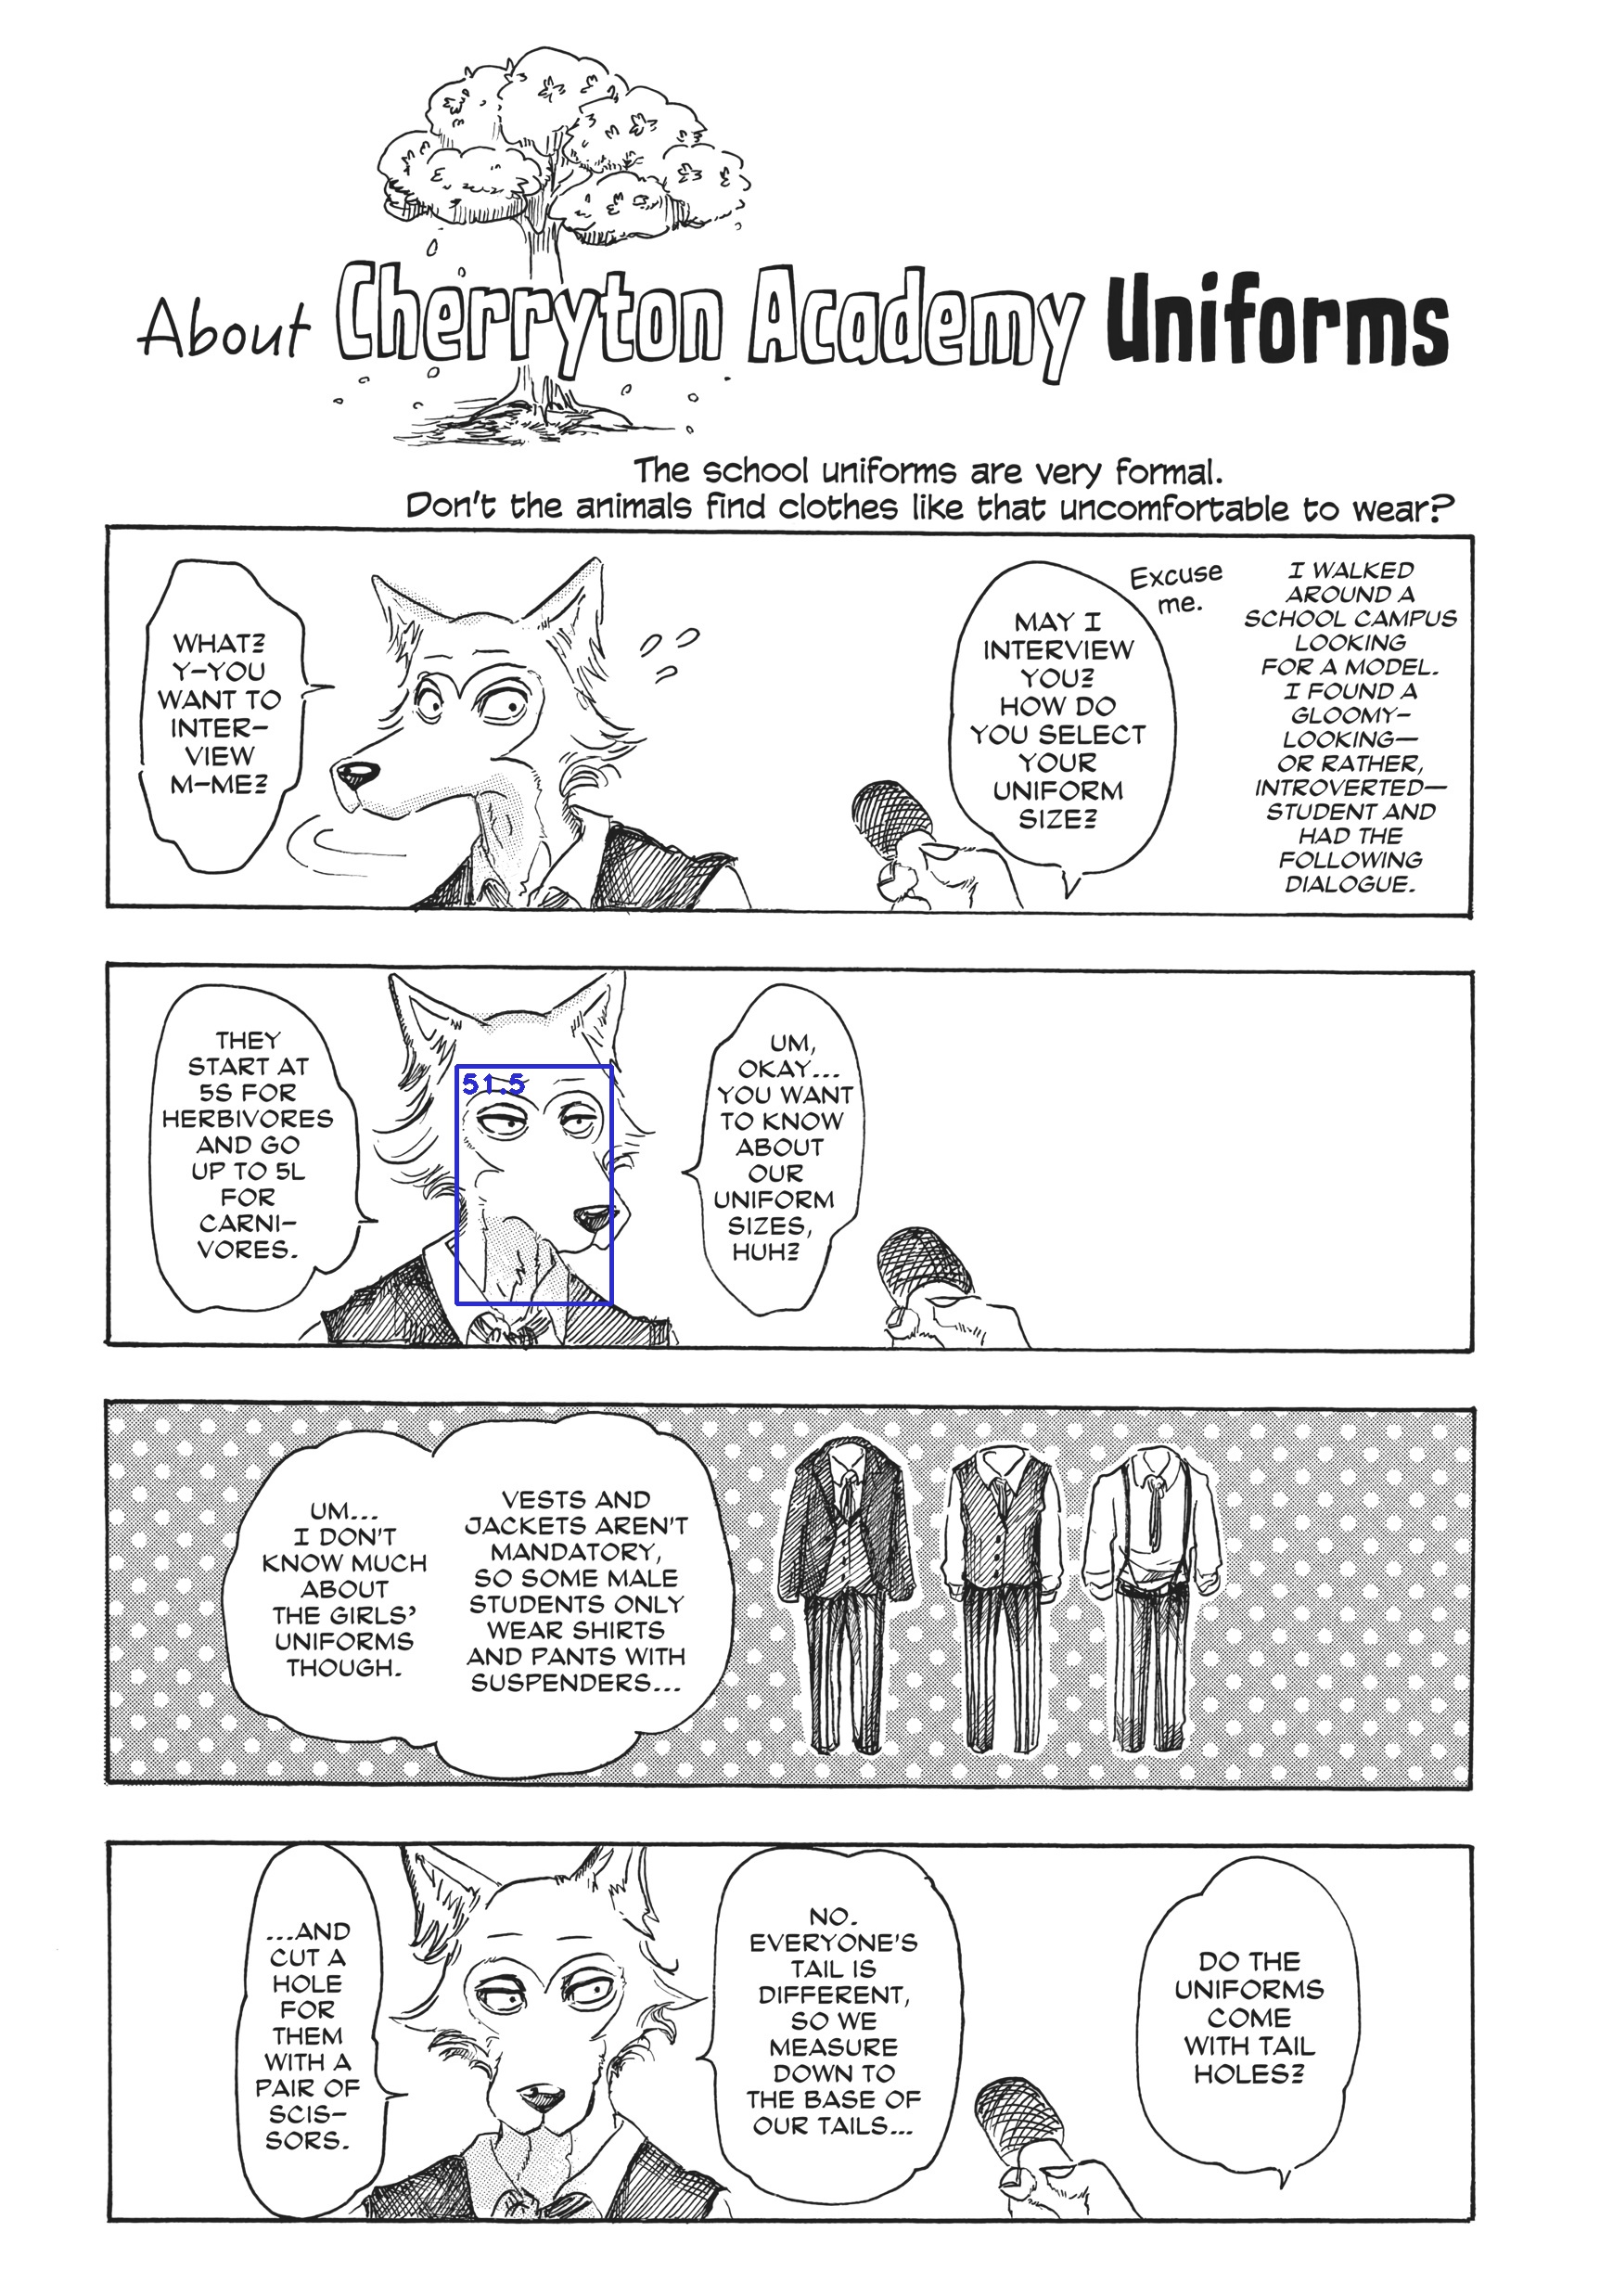 About Cherryton Academy Uniforms
The school uniforms are very formal.
Don't the animals find clothes like that uncomfortable to wear?
I WALKED
AROUND A
SCHOOL CAMPUS
LOOKING
FOR A MODEL.
I FOUND A
GLOOMY-
LOOKING—
OR RATHER,
INTROVERTED—
STUDENT AND
HAD THE
FOLLOWING
DIALOGUE.
Excuse
me.
MAY I
INTERVIEW
YOU?
HOW DO
YOU SELECT
YOUR
UNIFORM
SIZE?
WHAT?
Y-YOU
WANT TO
INTER-
VIEW
M-ME?
UM,
OKAY...
YOU WANT
TO KNOW
ABOUT
OUR
UNIFORM
SIZES,
HUH?
51.5
THEY
START AT
5S FOR
HERBIVORES
AND GO
UP TO 5L
FOR
CARNI-
VORES.
VESTS AND
JACKETS AREN'T
MANDATORY,
SO SOME MALE
STUDENTS ONLY
WEAR SHIRTS
AND PANTS WITH
SUSPENDERS...
UM...
I DON'T
KNOW MUCH
ABOUT
THE GIRLS'
UNIFORMS
THOUGH.
DO THE
UNIFORMS
COME
WITH TAIL
HOLES?
NO.
EVERYONE'S
TAIL IS
DIFFERENT,
SO WE
MEASURE
DOWN TO
THE BASE OF
OUR TAILS...
...AND
CUT A
HOLE
FOR
THEM
WITH A
PAIR OF
SCIS-
SORS.